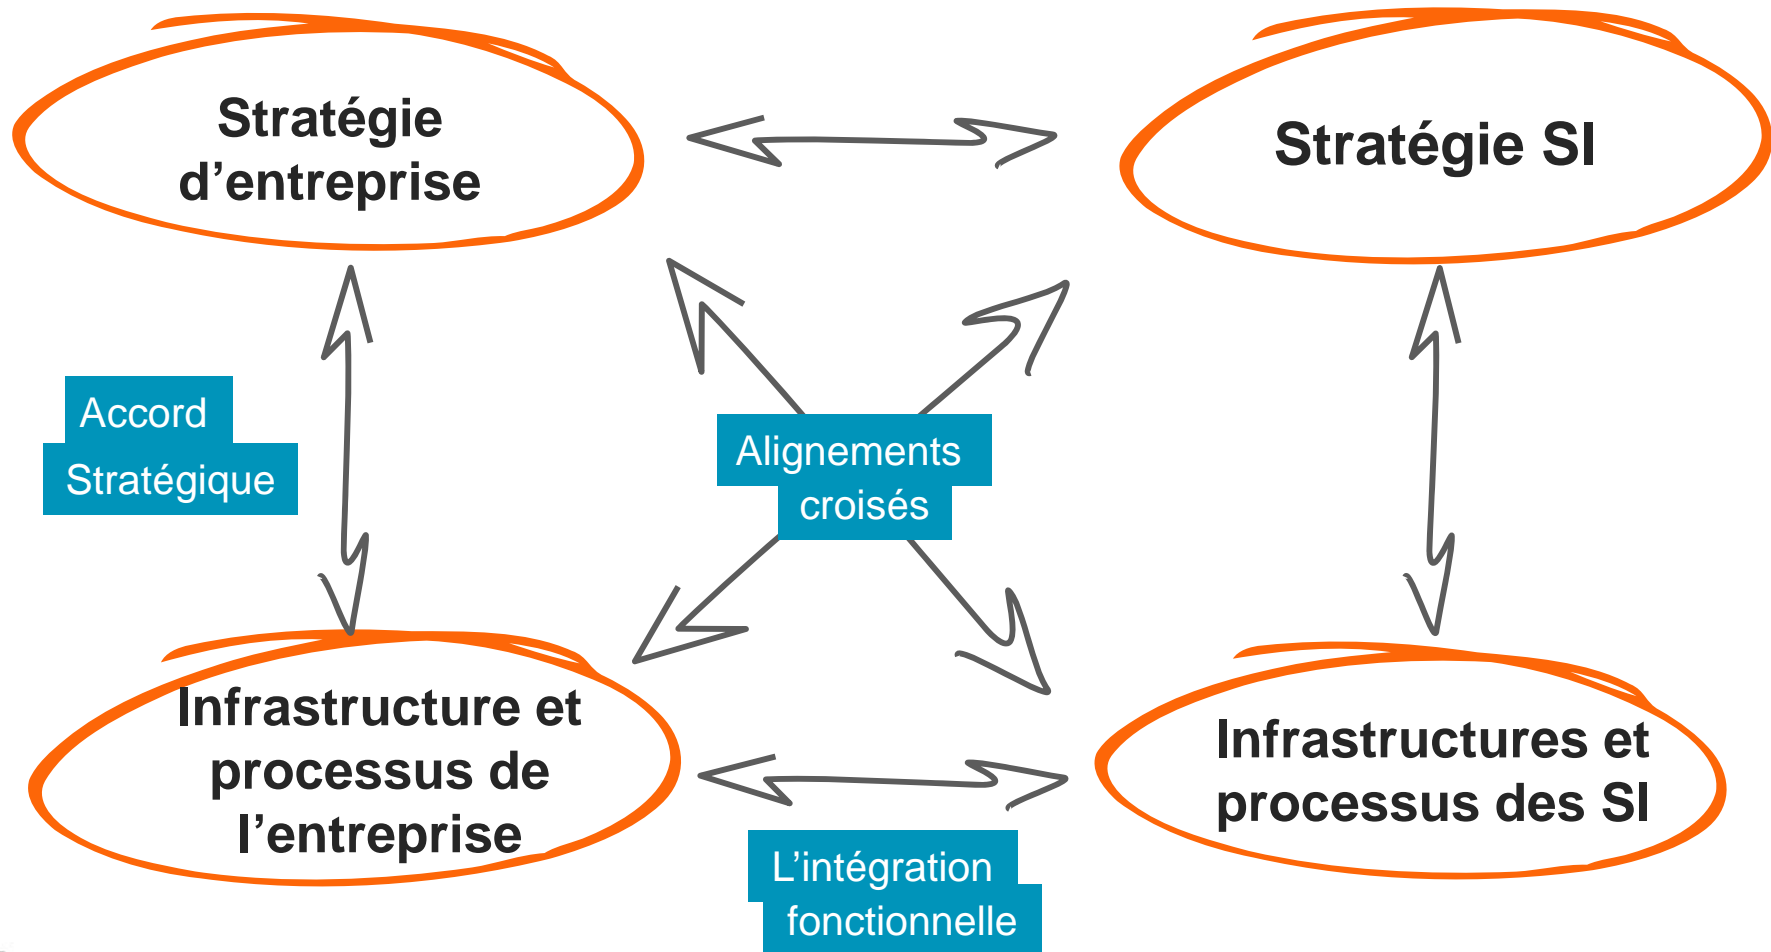 Stratégie
d’entreprise
Stratégie SI
Accord
Stratégique
Alignements
croisés
Infrastructure et
processus de
l’entreprise
Infrastructures et
processus des SI
L’intégration
fonctionnelle